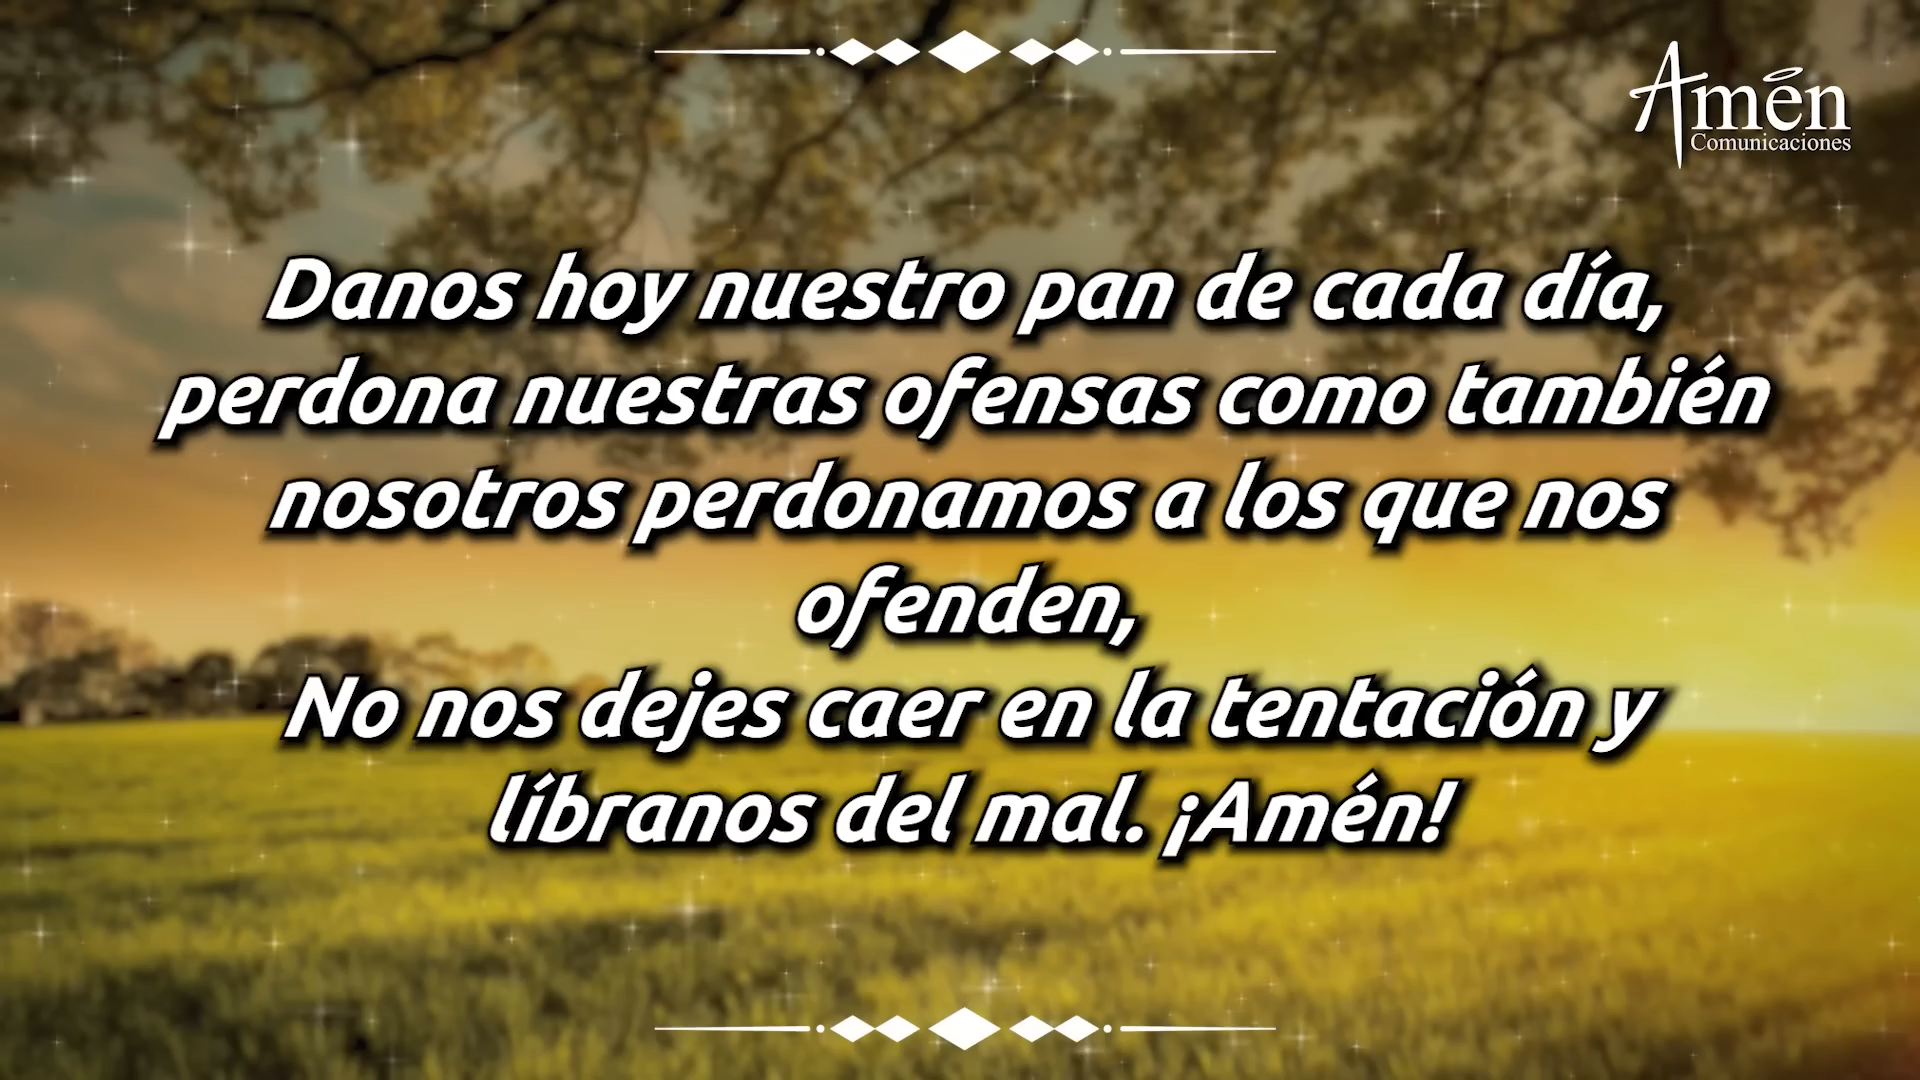 Amén
Comunicaciones
Danos hoy nuestro pan de cada día,
perdona nuestras ofensas como también
nosotros perdonamos a los que nos
ofenden,
No nos dejes caer en la tentación y
líbranos del mal. ¡Amén!